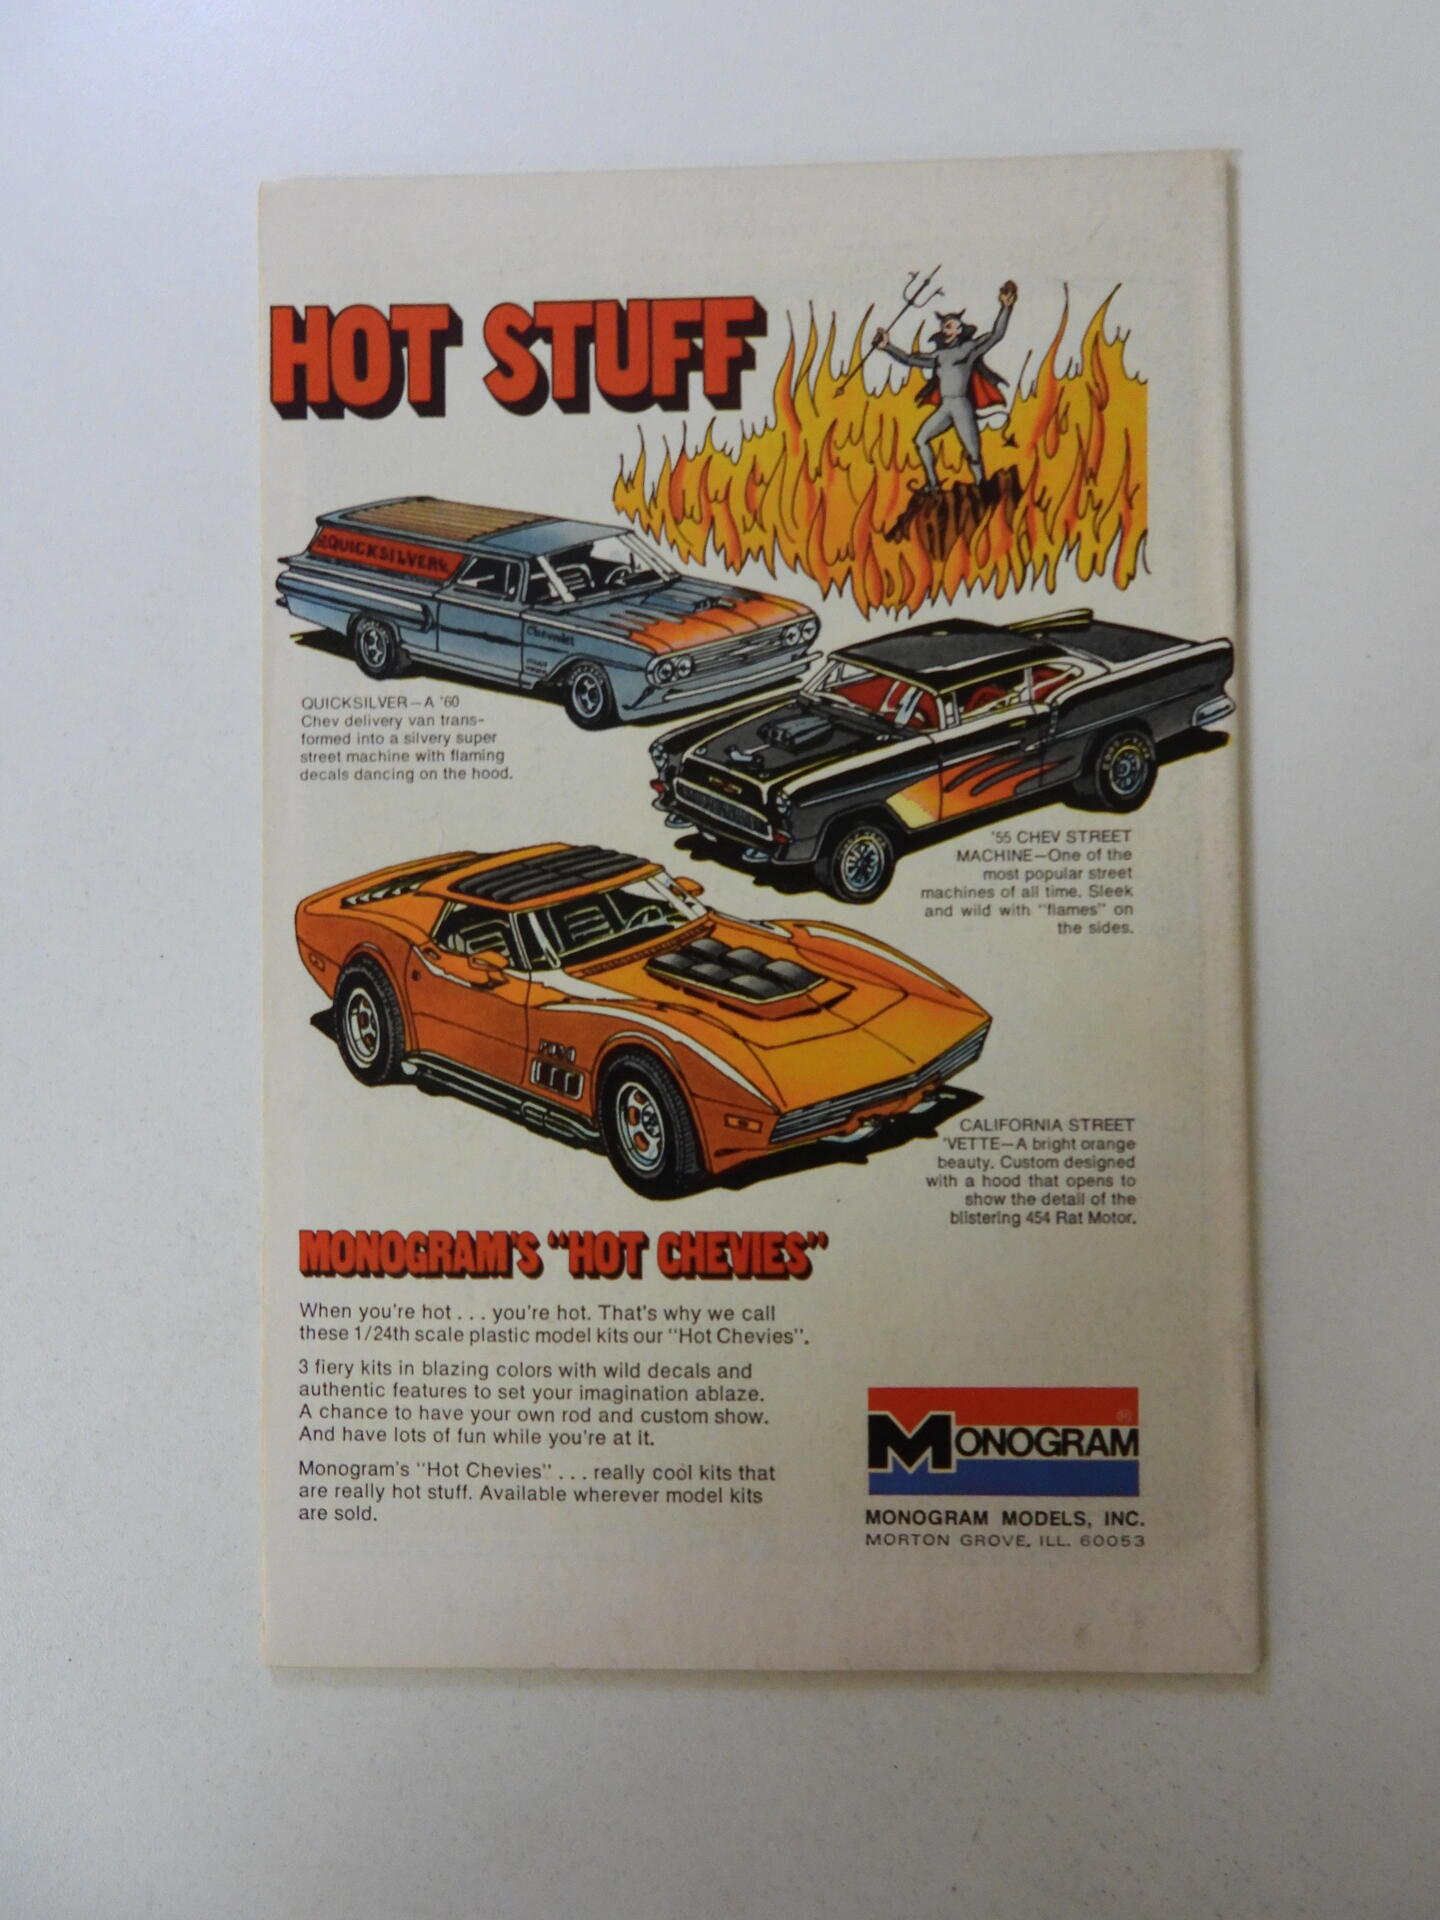 HOT STUFF
QUICKSILVER
Chevrolet
QUICKSILVER—A '60
Chev delivery van trans-
formed into a silvery super
street machine with flaming
decals dancing on the hood.
'55 CHEV STREET
MACHINE—One of the
most popular street
machines of all time. Sleek
and wild with "flames" on
the sides.
CALIFORNIA STREET
'VETTE—A bright orange
beauty. Custom designed
with a hood that opens to
show the detail of the
blistering 454 Rat Motor.
MONOGRAM'S "HOT CHEVIES"
When you're hot . . . you're hot. That's why we call
these 1/24th scale plastic model kits our "Hot Chevies".
3 fiery kits in blazing colors with wild decals and
authentic features to set your imagination ablaze.
A chance to have your own rod and custom show.
And have lots of fun while you're at it.
Monogram's "Hot Chevies" . . . really cool kits that
are really hot stuff. Available wherever model kits
are sold.
MONOGRAM®
MONOGRAM MODELS, INC.
MORTON GROVE, ILL. 60053